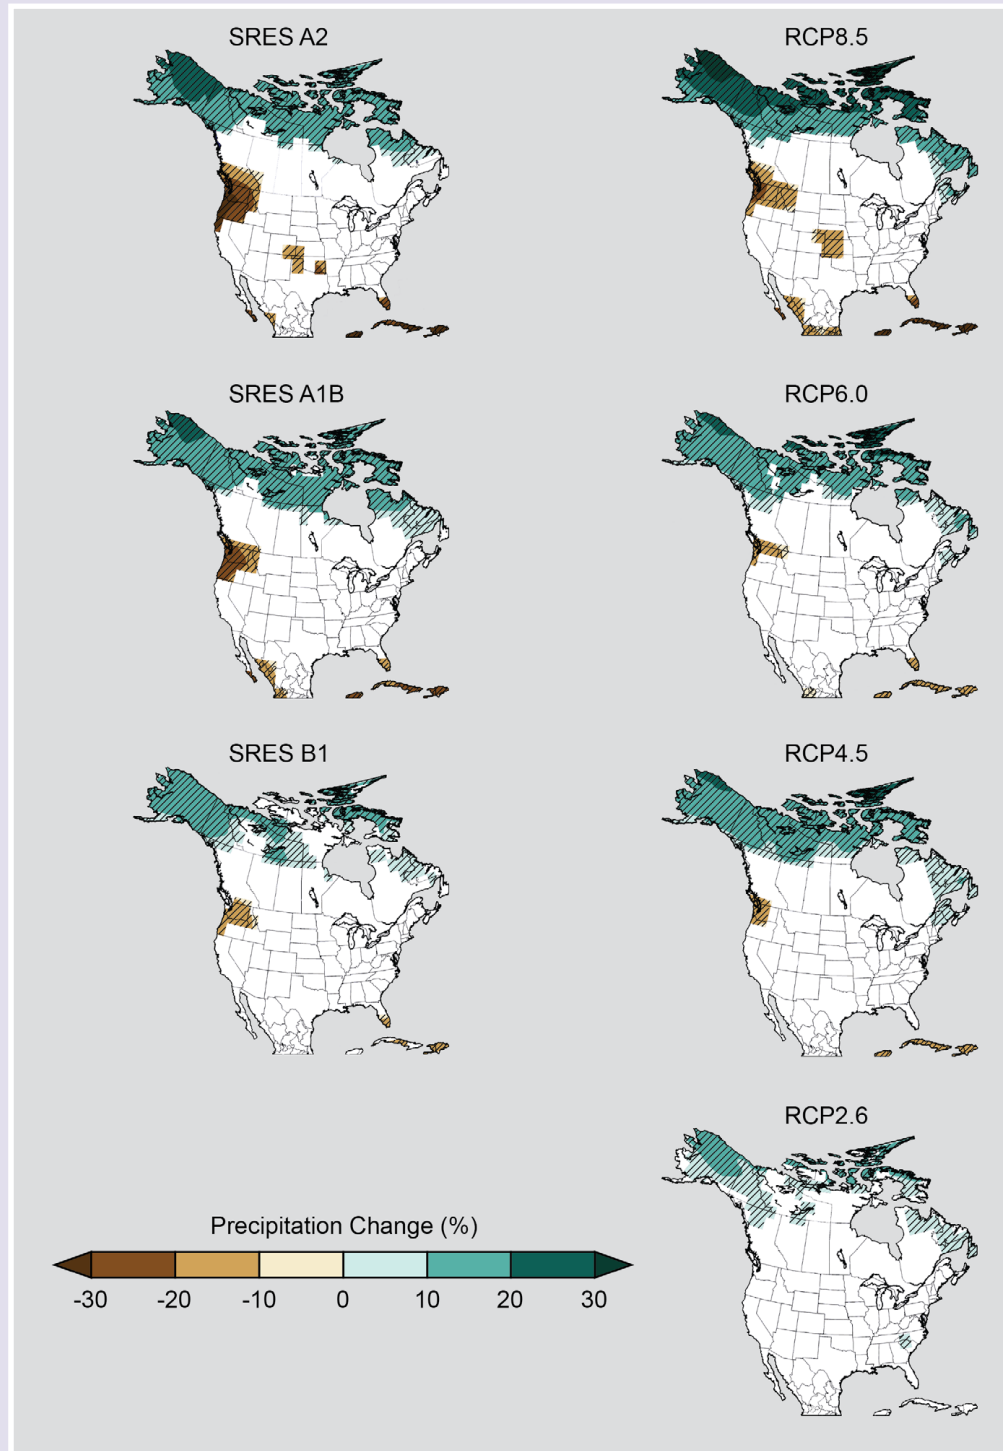 SRES A2
RCP8.5
SRES A1B
RCP6.0
SRES B1
RCP4.5
RCP2.6
Precipitation Change (%)
-30 -20 -10 0 10 20 30